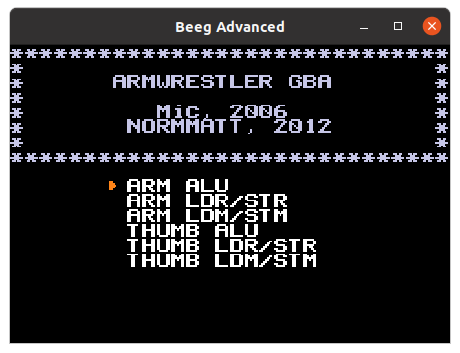 Beeg Advanced
******************************
*                            *
*      ARMWRESTLER GBA       *
*                            *
*         Mic, 2006          *
*       NORMMATT, 2012       *
*                            *
******************************
ARM ALU
ARM LDR/STR
ARM LDM/STM
THUMB ALU
THUMB LDR/STR
THUMB LDM/STM